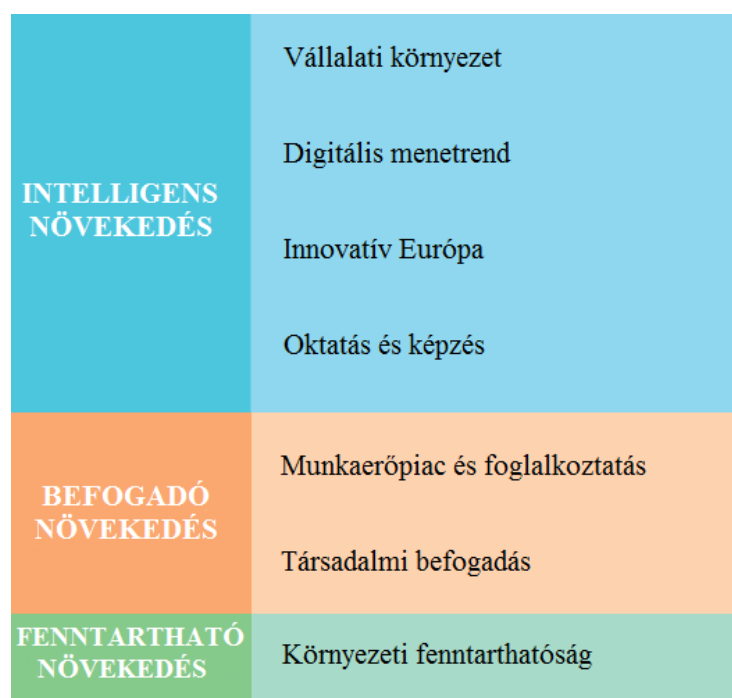 INTELLIGENS
NÖVEKEDÉS
Vállalati környezet
Digitális menetrend
Innovatív Európa
Oktatás és képzés
BEFOGADÓ
NÖVEKEDÉS
Munkaerőpiac és foglalkoztatás
Társadalmi befogadás
FENNTARTHATÓ
NÖVEKEDÉS
Környezeti fenntarthatóság